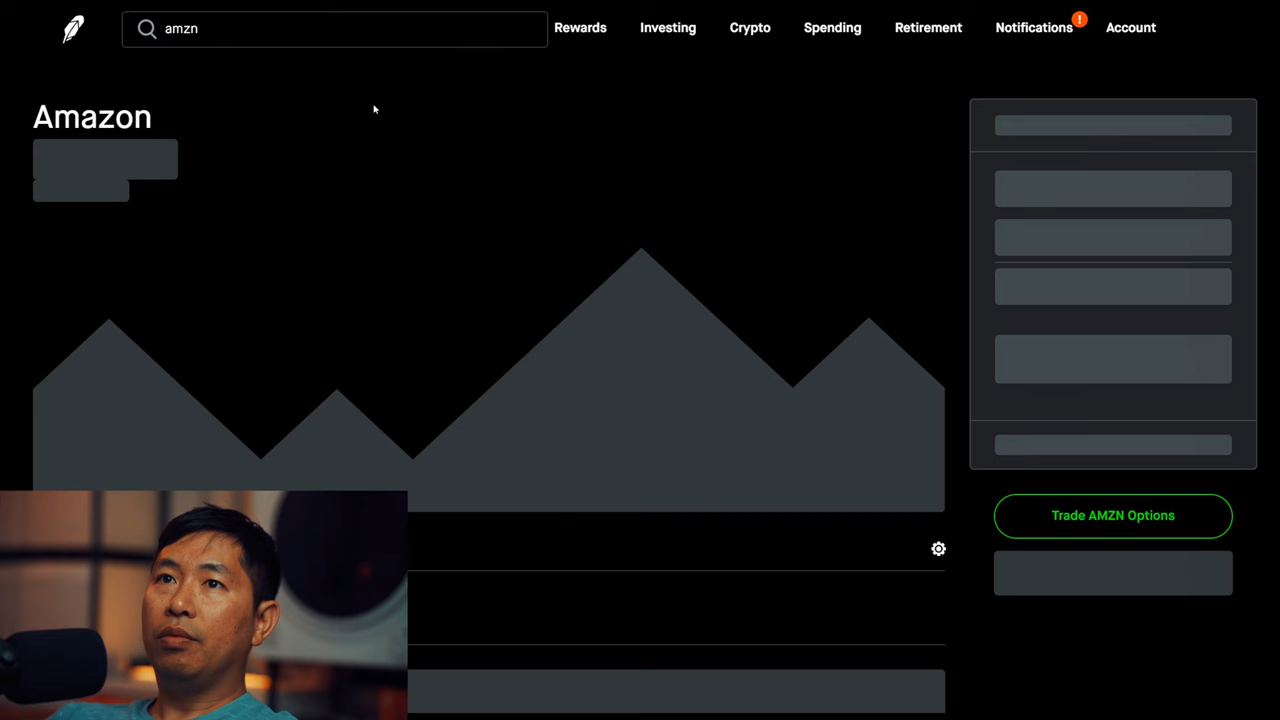 amzn
Rewards
Investing
Crypto
Spending
Retirement
Notifications
!
Account
Amazon
Trade AMZN Options